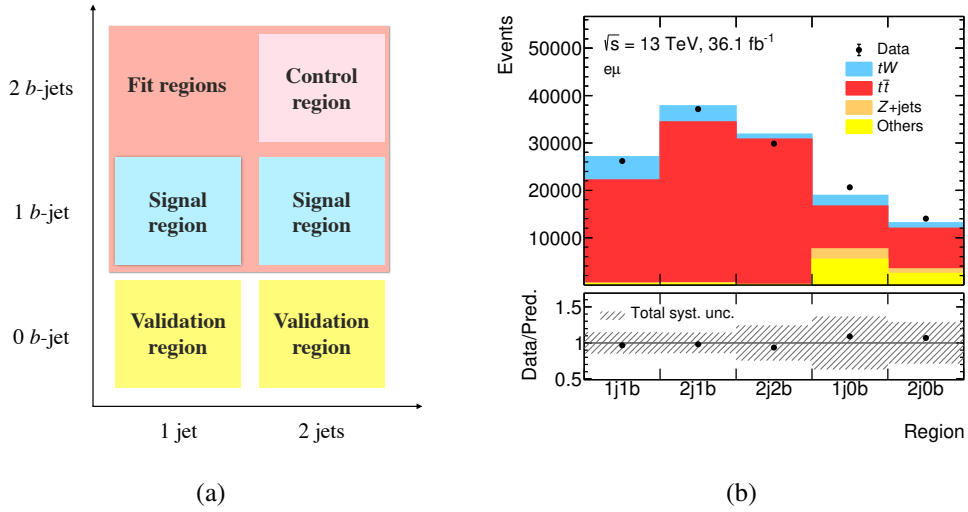 2 b-jets
1 b-jet
0 b-jet
Fit regions
Control
region
Signal
region
Signal
region
Validation
region
Validation
region
1 jet
2 jets
(a)
Events
50000
40000
30000
20000
10000
√s = 13 TeV, 36.1 fb⁻¹
eμ
Data
tW
tt̄
Z+jets
Others
Data/Pred.
1.5
1
0.5
Total syst. unc.
1j1b
2j1b
2j2b
1j0b
2j0b
Region
(b)